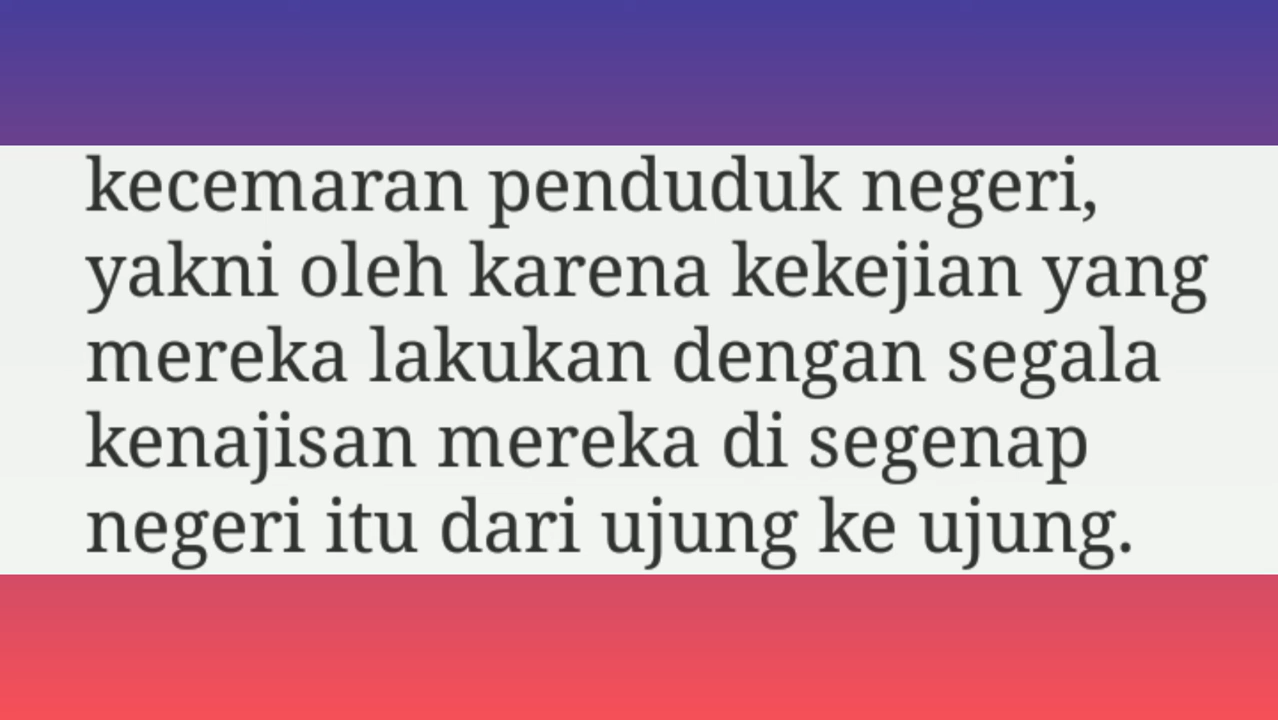 kecemaran penduduk negeri,
yakni oleh karena kekejian yang
mereka lakukan dengan segala
kenajisan mereka di segenap
negeri itu dari ujung ke ujung.